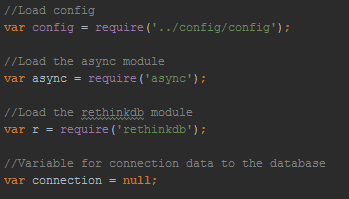 //Load config
var config = require('../config/config');
//Load the async module
var async = require('async');
//Load the rethinkdb module
var r = require('rethinkdb');
//Variable for connection data to the database
var connection = null;